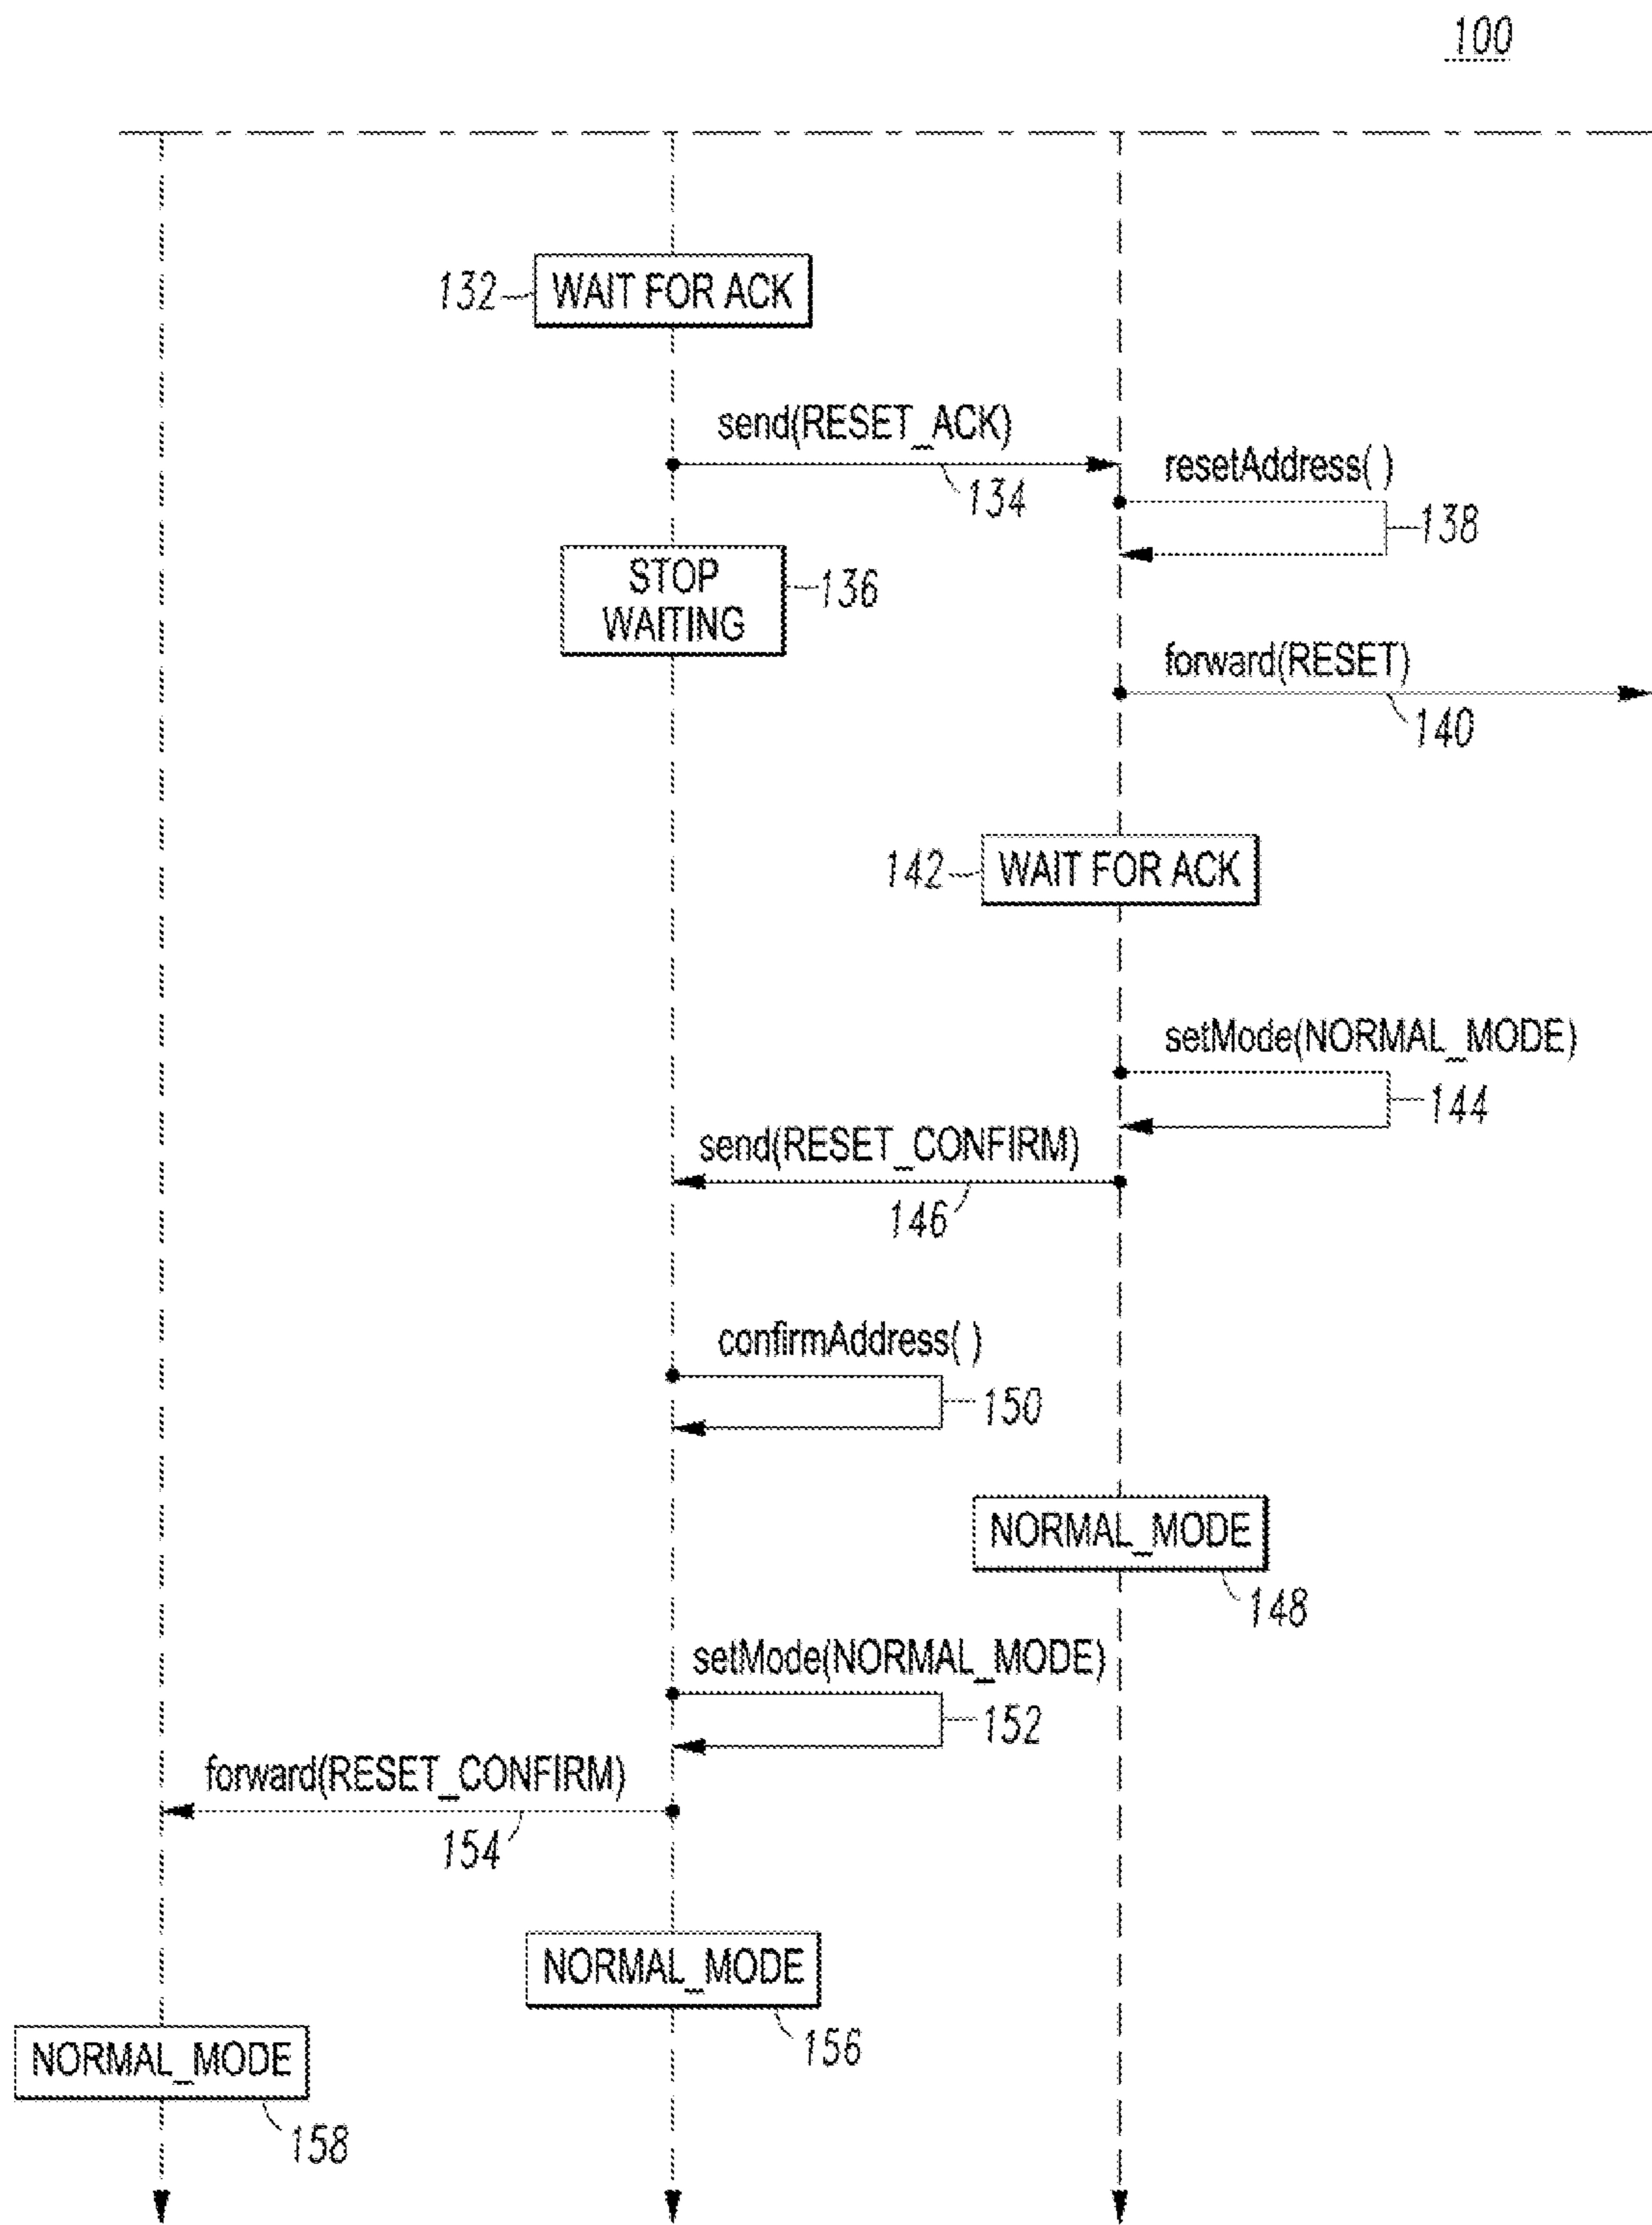 100
132
WAIT FOR ACK
send(RESET_ACK)
134
resetAddress( )
138
STOP
WAITING
136
forward(RESET)
140
142
WAIT FOR ACK
setMode(NORMAL_MODE)
144
send(RESET_CONFIRM)
146
confirmAddress( )
150
NORMAL_MODE
148
setMode(NORMAL_MODE)
152
forward(RESET_CONFIRM)
154
NORMAL_MODE
156
NORMAL_MODE
158